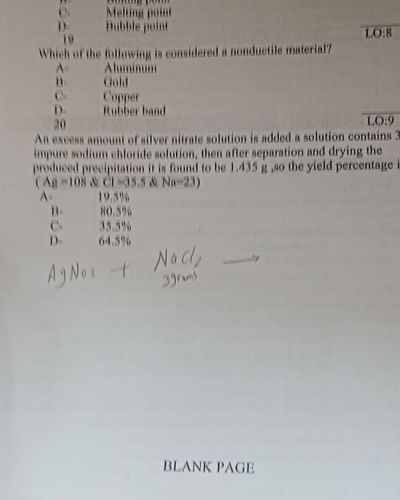 B- Boiling point
C- Melting point
D- Bubble point
19 LO:8
Which of the following is considered a nonductile material?
A- Aluminum
B- Gold
C- Copper
D- Rubber band
20 LO:9
An excess amount of silver nitrate solution is added a solution contains 3
impure sodium chloride solution, then after separation and drying the
produced precipitation it is found to be 1.435 g ,so the yield percentage i
( Ag =108 & Cl =35.5 & Na=23)
A- 19.5%
B- 80.5%
C- 35.5%
D- 64.5%
AgNo3 + NaCl2 →
3grams
BLANK PAGE